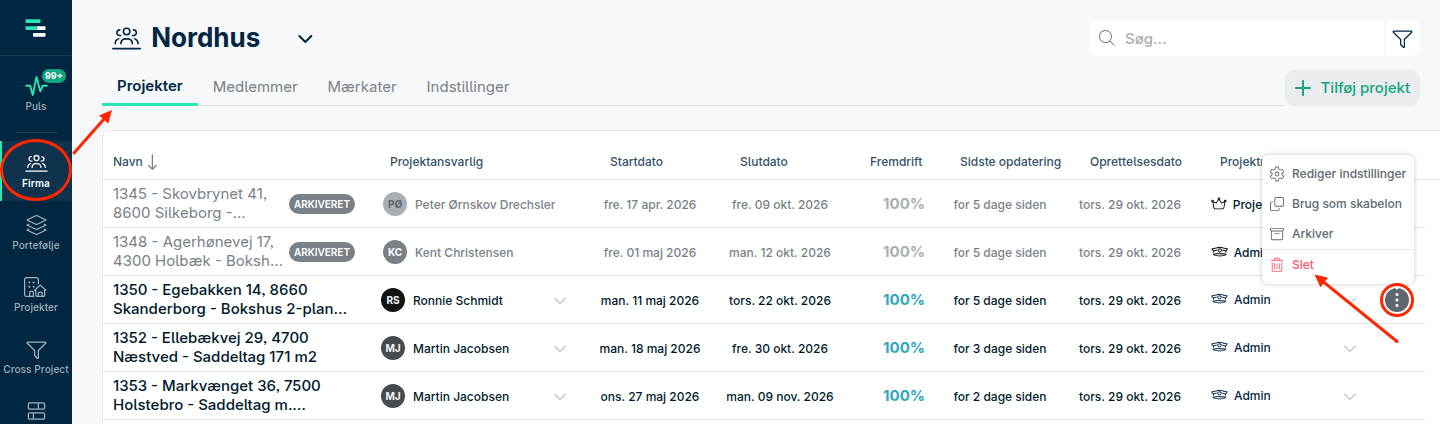 Nordhus
Søg...
99+
Puls
Projekter
Medlemmer
Mærkater
Indstillinger
Tilføj projekt
Firma
Portefølje
Projekter
Cross Project
Navn
Projektansvarlig
Startdato
Slutdato
Fremdrift
Sidste opdatering
Oprettelsesdato
Rediger indstillinger
Brug som skabelon
Arkiver
Slet
1345 - Skovbrynet 41,
8600 Silkeborg -...
ARKIVERET
PØ
Peter Ørnskov Drechsler
fre. 17 apr. 2026
fre. 09 okt. 2026
100%
for 5 dage siden
tors. 29 okt. 2026
1348 - Agerhønevej 17,
4300 Holbæk - Boksh...
ARKIVERET
KC
Kent Christensen
fre. 01 maj 2026
man. 12 okt. 2026
100%
for 5 dage siden
tors. 29 okt. 2026
1350 - Egebakken 14, 8660
Skanderborg - Bokshus 2-plan...
RS
Ronnie Schmidt
man. 11 maj 2026
tors. 22 okt. 2026
100%
for 5 dage siden
tors. 29 okt. 2026
Admin
1352 - Ellebækvej 29, 4700
Næstved - Saddeltag 171 m2
MJ
Martin Jacobsen
man. 18 maj 2026
fre. 30 okt. 2026
100%
for 3 dage siden
tors. 29 okt. 2026
Admin
1353 - Markvænget 36, 7500
Holstebro - Saddeltag m....
MJ
Martin Jacobsen
ons. 27 maj 2026
man. 09 nov. 2026
100%
for 2 dage siden
tors. 29 okt. 2026
Admin